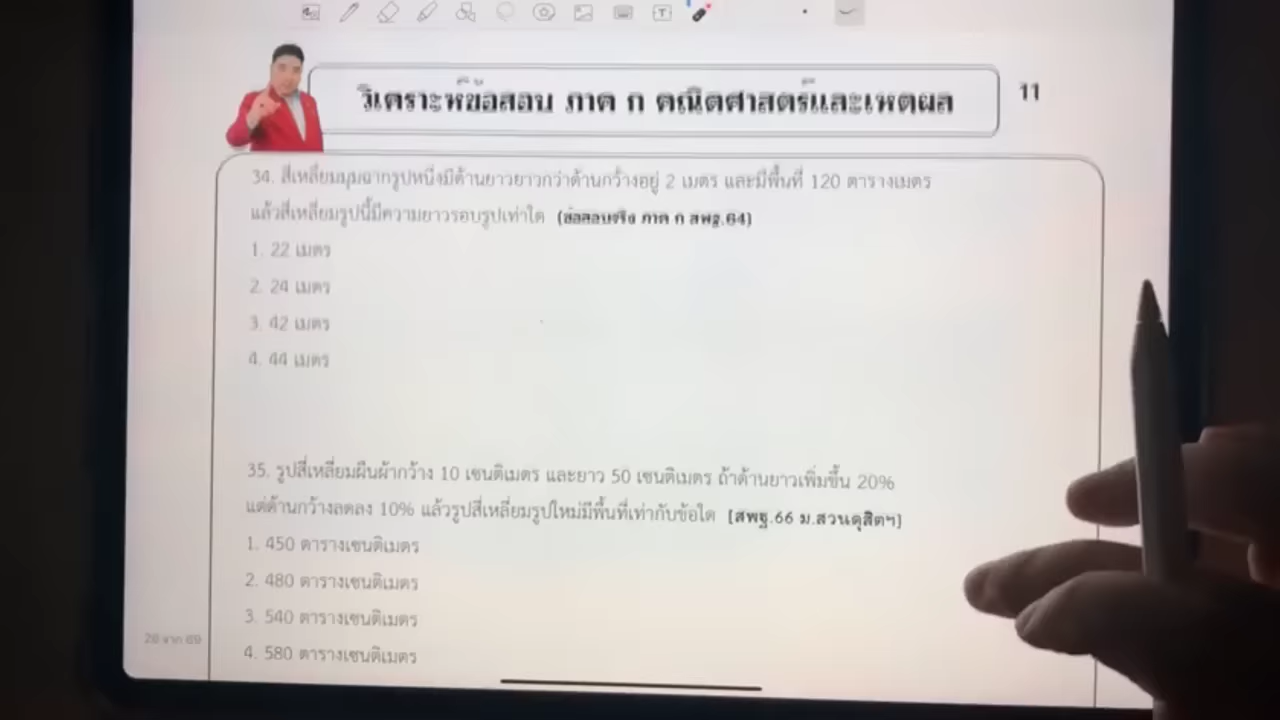 วิเคราะห์ข้อสอบ ภาค ก คณิตศาสตร์และเหตุผล
11
34. สี่เหลี่ยมมุมฉากรูปหนึ่งมีด้านยาวยาวกว่าด้านกว้างอยู่ 2 เมตร และมีพื้นที่ 120 ตารางเมตร
แล้วสี่เหลี่ยมรูปนี้มีความยาวรอบรูปเท่าใด (ข้อสอบจริง ภาค ก สพฐ.64)
1. 22 เมตร
2. 24 เมตร
3. 42 เมตร
4. 44 เมตร
35. รูปสี่เหลี่ยมผืนผ้ากว้าง 10 เซนติเมตร และยาว 50 เซนติเมตร ถ้าด้านยาวเพิ่มขึ้น 20%
แต่ด้านกว้างลดลง 10% แล้วรูปสี่เหลี่ยมรูปใหม่มีพื้นที่เท่ากับข้อใด (สพฐ.66 ม.สวนดุสิตฯ)
1. 450 ตารางเซนติเมตร
2. 480 ตารางเซนติเมตร
3. 540 ตารางเซนติเมตร
4. 580 ตารางเซนติเมตร
26 จาก 69